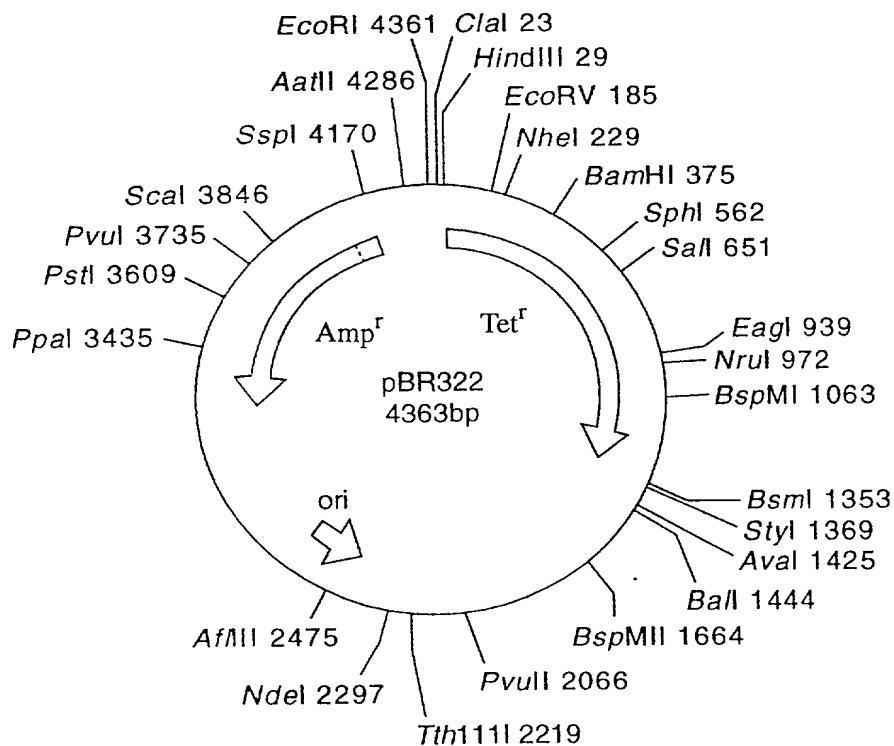 EcoRI 4361
ClaI 23
HindIII 29
AatII 4286
EcoRV 185
SspI 4170
NheI 229
BamHI 375
ScaI 3846
SphI 562
PvuI 3735
SalI 651
PstI 3609
PpaI 3435
Amp^r
Tet^r
EagI 939
NruI 972
pBR322
4363bp
BspMI 1063
ori
BsmI 1353
StyI 1369
AvaI 1425
BalI 1444
AflIII 2475
BspMII 1664
NdeI 2297
PvuII 2066
Tth111I 2219